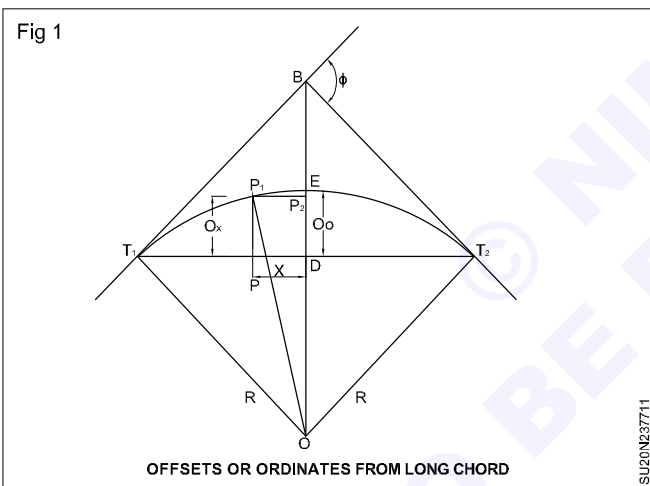 Fig 1
B
ϕ
P1
E
P2
Ox
Oo
T1
T2
X
P
D
R
R
O
OFFSETS OR ORDINATES FROM LONG CHORD
SU20N237711